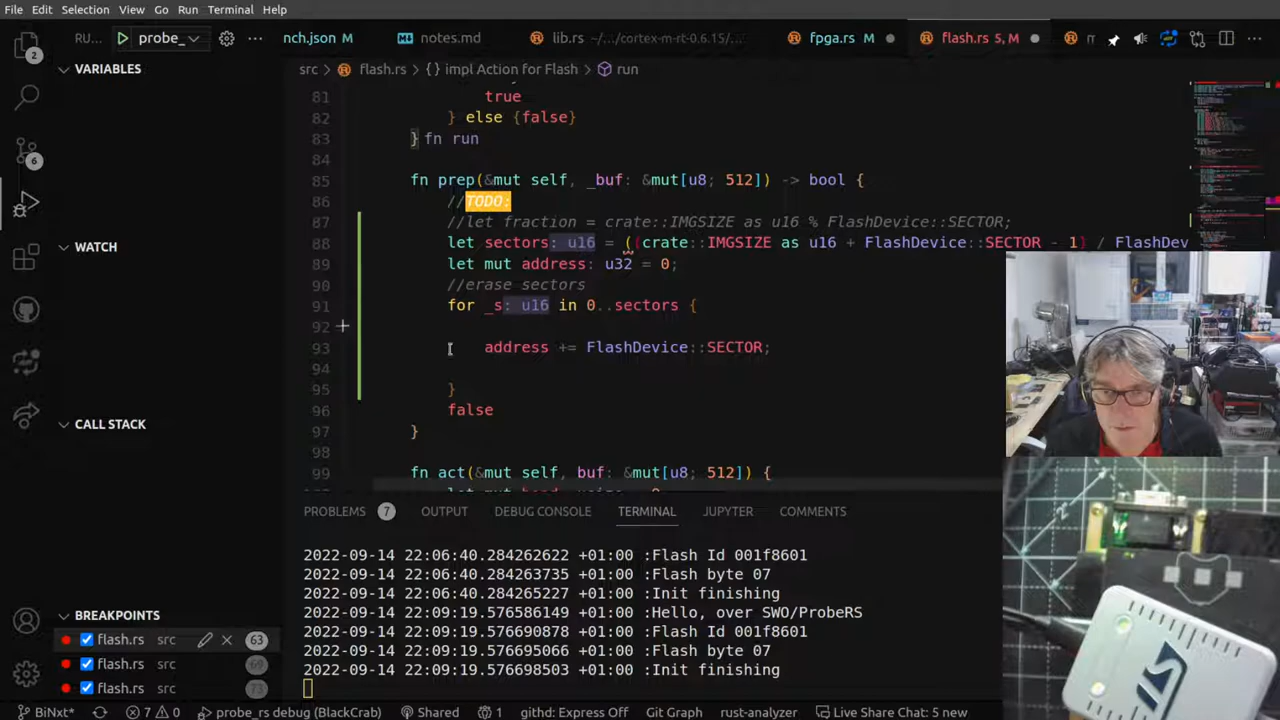 File Edit Selection View Go Run Terminal Help
2 RU... probe_ ... nch.json M notes.md lib.rs ~/.../cortex-m-rt-0.6.15/... fpga.rs M flash.rs 5, M ...
src > flash.rs > {} impl Action for Flash > run
VARIABLES
81 true
82 } else {false}
83 } fn run
84
6
85 fn prep(&mut self, _buf: &mut[u8; 512]) -> bool {
86 //TODO:
87 //let fraction = crate::IMGSIZE as u16 % FlashDevice::SECTOR;
WATCH
88 let sectors: u16 = ((crate::IMGSIZE as u16 + FlashDevice::SECTOR - 1) / FlashDev
89 let mut address: u32 = 0;
90 //erase sectors
91 for _s: u16 in 0..sectors {
92
93 address += FlashDevice::SECTOR;
94
95 }
96 false
CALL STACK
97 }
98
99 fn act(&mut self, buf: &mut[u8; 512]) {
PROBLEMS 7 OUTPUT DEBUG CONSOLE TERMINAL JUPYTER COMMENTS
2022-09-14 22:06:40.284262622 +01:00 :Flash Id 001f8601
2022-09-14 22:06:40.284263735 +01:00 :Flash byte 07
2022-09-14 22:06:40.284265227 +01:00 :Init finishing
2022-09-14 22:09:19.576586149 +01:00 :Hello, over SWO/ProbeRS
2022-09-14 22:09:19.576690878 +01:00 :Flash Id 001f8601
2022-09-14 22:09:19.576695066 +01:00 :Flash byte 07
2022-09-14 22:09:19.576698503 +01:00 :Init finishing
BREAKPOINTS
flash.rs src 63
flash.rs src 69
flash.rs src 73
BiNxt* 7 0 probe_rs debug (BlackCrab) Shared 1 githd: Express Off Git Graph rust-analyzer Live Share Chat: 5 new